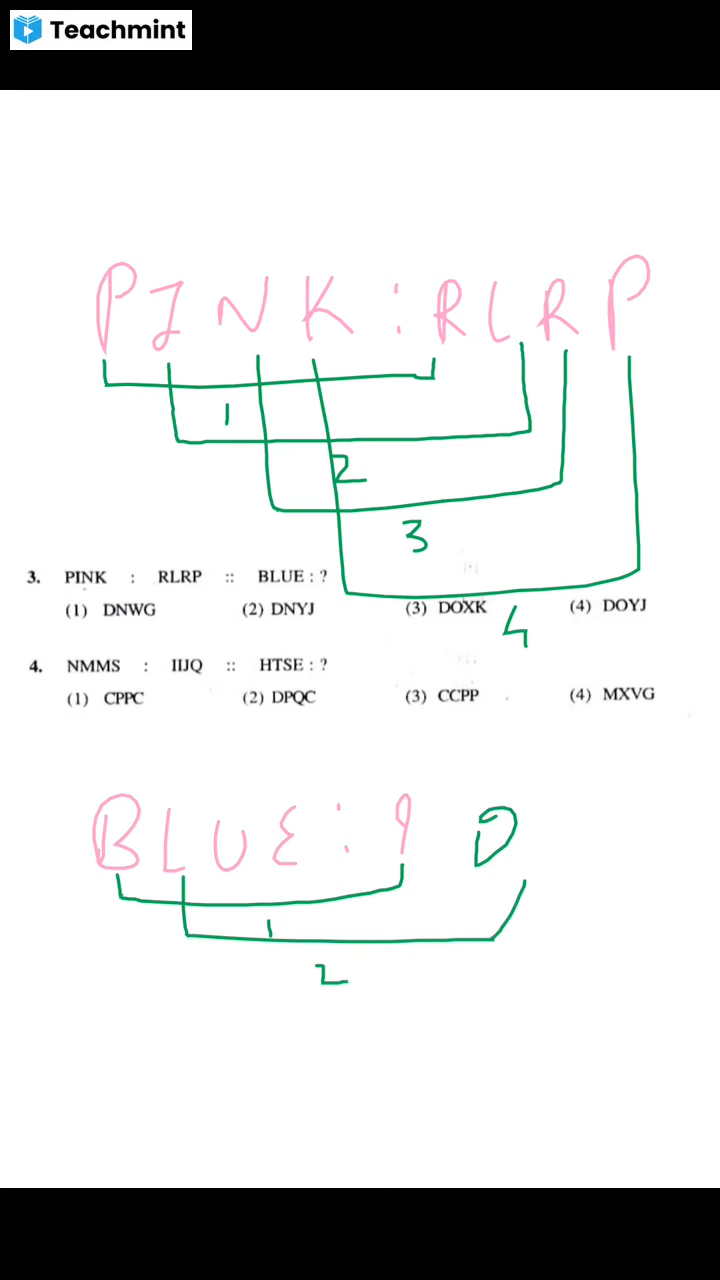 Teachmint
PINK : RLRP
1
2
3
3. PINK : RLRP :: BLUE : ?
(1) DNWG (2) DNYJ (3) DOXK (4) DOYJ
4
4. NMMS : IIJQ :: HTSE : ?
(1) CPPC (2) DPQC (3) CCPP (4) MXVG
BLUE : ? D
1
2